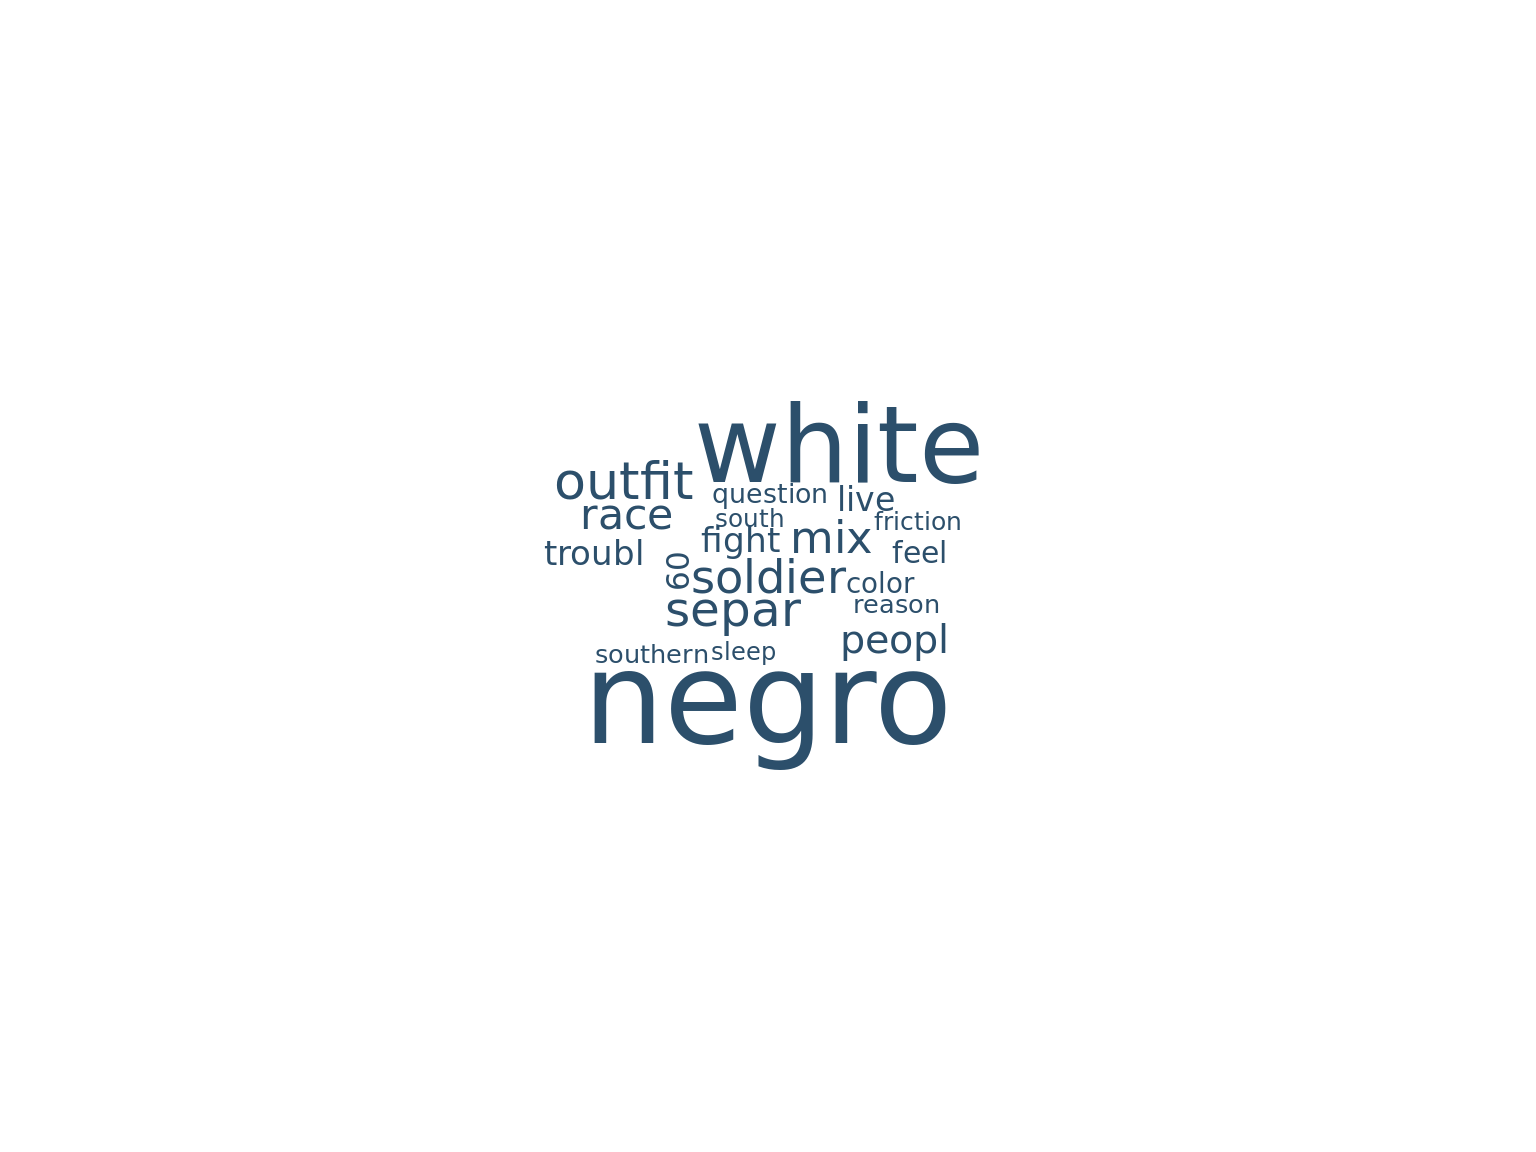 white
outfit
question live
race
south
friction
fight mix
troubl
feel
60
soldier
color
separ
reason
peopl
southern
sleep
negro